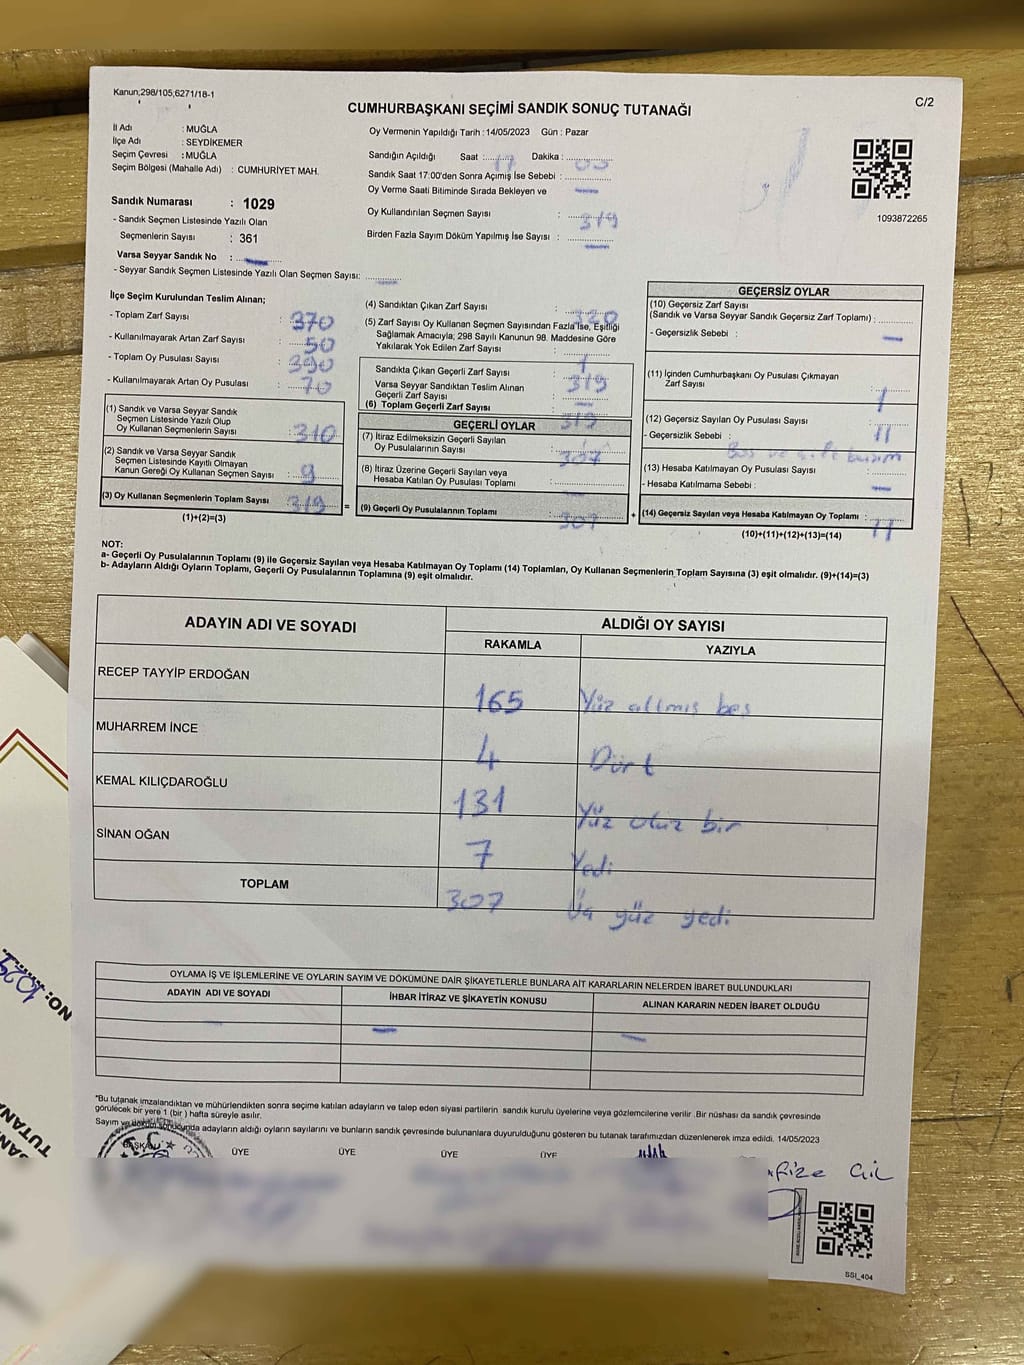 Kanun;298/105;6271/18-1
C/2
CUMHURBAŞKANI SEÇİMİ SANDIK SONUÇ TUTANAĞI
İl Adı : MUĞLA
İlçe Adı : SEYDİKEMER
Seçim Çevresi : MUĞLA
Seçim Bölgesi (Mahalle Adı) : CUMHURİYET MAH.
Sandık Numarası : 1029
- Sandık Seçmen Listesinde Yazılı Olan
Seçmenlerin Sayısı : 361
Varsa Seyyar Sandık No :
- Seyyar Sandık Seçmen Listesinde Yazılı Olan Seçmen Sayısı:
Oy Vermenin Yapıldığı Tarih : 14/05/2023 Gün : Pazar
Sandığın Açıldığı Saat : 17 Dakika : 00
Sandık Saat 17:00'den Sonra Açmış İse Sebebi :
Oy Verme Saati Bitiminde Sırada Bekleyen ve
Oy Kullandırılan Seçmen Sayısı : 319
Birden Fazla Sayım Döküm Yapılmış İse Sayısı :
1093872265
İlçe Seçim Kurulundan Teslim Alınan;
- Toplam Zarf Sayısı : 370
- Kullanılmayarak Artan Zarf Sayısı : 50
- Toplam Oy Pusulası Sayısı : 390
- Kullanılmayarak Artan Oy Pusulası : 70
(1) Sandık ve Varsa Seyyar Sandık
Seçmen Listesinde Yazılı Olup
Oy Kullanan Seçmenlerin Sayısı : 310
(2) Sandık ve Varsa Seyyar Sandık
Seçmen Listesinde Kayıtlı Olmayan
Kanun Gereği Oy Kullanan Seçmen Sayısı : 9
(3) Oy Kullanan Seçmenlerin Toplam Sayısı 319
(1)+(2)=(3)
(4) Sandıktan Çıkan Zarf Sayısı : 320
(5) Zarf Sayısı Oy Kullanan Seçmen Sayısından Fazla İse, Eşitliği
Sağlamak Amacıyla; 298 Sayılı Kanunun 98. Maddesine Göre
Yakılarak Yok Edilen Zarf Sayısı : 1
Sandıkta Çıkan Geçerli Zarf Sayısı : 319
Varsa Seyyar Sandıktan Teslim Alınan
Geçerli Zarf Sayısı :
(6) Toplam Geçerli Zarf Sayısı : 319
GEÇERLİ OYLAR
(7) İtiraz Edilmeksizin Geçerli Sayılan
Oy Pusulalarının Sayısı : 307
(8) İtiraz Üzerine Geçerli Sayılan veya
Hesaba Katılan Oy Pusulası Toplamı :
(9) Geçerli Oy Pusulalarının Toplamı : 307
GEÇERSİZ OYLAR
(10) Geçersiz Zarf Sayısı
(Sandık ve Varsa Seyyar Sandık Geçersiz Zarf Toplamı) :
- Geçersizlik Sebebi :
(11) İçinden Cumhurbaşkanı Oy Pusulası Çıkmayan
Zarf Sayısı : 1
(12) Geçersiz Sayılan Oy Pusulası Sayısı : 11
- Geçersizlik Sebebi :
(13) Hesaba Katılmayan Oy Pusulası Sayısı :
- Hesaba Katılmama Sebebi :
(14) Geçersiz Sayılan veya Hesaba Katılmayan Oy Toplamı : 11
(10)+(11)+(12)+(13)=(14)
NOT:
a- Geçerli Oy Pusulalarının Toplamı (9) ile Geçersiz Sayılan veya Hesaba Katılmayan Oy Toplamı (14) Toplamları, Oy Kullanan Seçmenlerin Toplam Sayısına (3) eşit olmalıdır. (9)+(14)=(3)
b- Adayların Aldığı Oyların Toplamı, Geçerli Oy Pusulalarının Toplamına (9) eşit olmalıdır.
ADAYIN ADI VE SOYADI
ALDIĞI OY SAYISI
RAKAMLA YAZIYLA
RECEP TAYYİP ERDOĞAN 165 Yüz altmış beş
MUHARREM İNCE 4 Dört
KEMAL KILIÇDAROĞLU 131 Yüz otuz bir
SİNAN OĞAN 7 Yedi
TOPLAM 307 Üç yüz yedi
OYLAMA İŞ VE İŞLEMLERİNE VE OYLARIN SAYIM VE DÖKÜMÜNE DAİR ŞİKAYETLERLE BUNLARA AİT KARARLARIN NELERDEN İBARET BULUNDUKLARI
ADAYIN ADI VE SOYADI İHBAR İTİRAZ VE ŞİKAYETİN KONUSU ALINAN KARARIN NEDEN İBARET OLDUĞU
"Bu tutanak imzalandıktan ve mühürlendikten sonra seçime katılan adayların ve talep eden siyasi partilerin sandık kurulu üyelerine veya gözlemcilerine verilir. Bir nüshası da sandık çevresinde
görülecek bir yere 1 (bir) hafta süreyle asılır.
Sayım ve döküm sonucunda adayların aldığı oyların sayılarını ve bunların sandık çevresinde bulunanlara duyurulduğunu gösteren bu tutanak tarafımızdan düzenlenerek imza edildi. 14/05/2023
BAŞKAN ÜYE ÜYE ÜYE ÜYE
GİL
SSI_404
NO: 1029
TUTANA